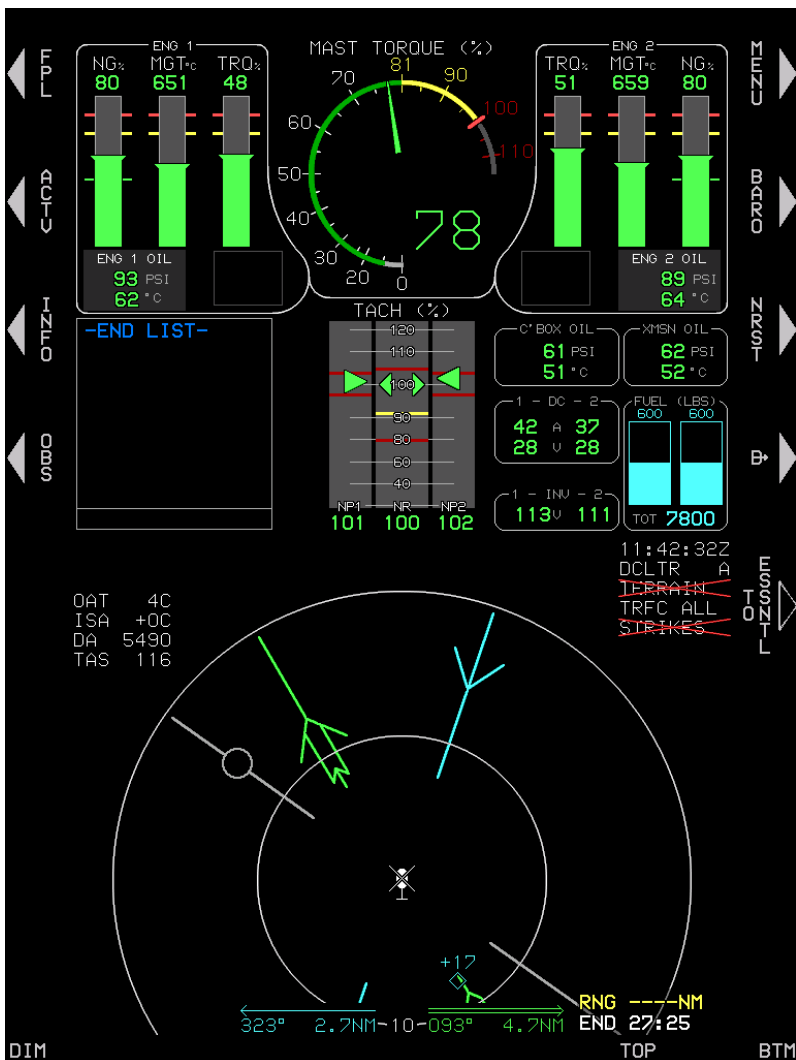 FPL
ACTV
INFO
OBS
MENU
BARO
NRST
B→
ESSNTL
TO
ENG 1
NG% MGT°C TRQ%
80 651 48
ENG 1 OIL
93 PSI
62 °C
MAST TORQUE (%)
0 20 30 40 50 60 70 81 90 100 110
78
ENG 2
TRQ% MGT°C NG%
51 659 80
ENG 2 OIL
89 PSI
64 °C
-END LIST-
TACH (%)
120
110
100
90
80
60
40
NP1 NR NP2
101 100 102
C'BOX OIL
61 PSI
51 °C
XMSN OIL
62 PSI
52 °C
1 - DC - 2
42 A 37
28 V 28
1 - INV - 2
113V 111
FUEL (LBS)
600 600
TOT 7800
11:42:32Z
DCLTR A
TERRAIN
TRFC ALL
STRIKES
OAT 4C
ISA +0C
DA 5490
TAS 116
+17
323° 2.7NM -10- 093° 4.7NM
RNG ----NM
END 27:25
DIM TOP BTM